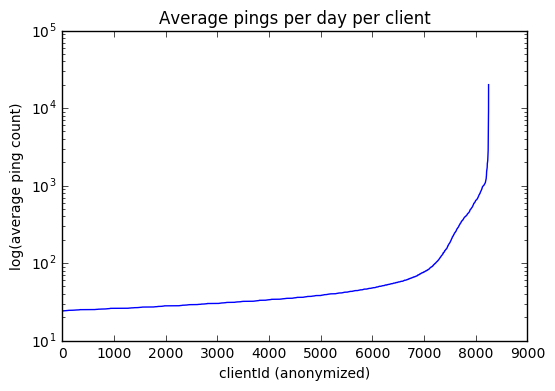 Average pings per day per client
10^5
10^4
10^3
10^2
10^1
log(average ping count)
0 1000 2000 3000 4000 5000 6000 7000 8000 9000
clientId (anonymized)